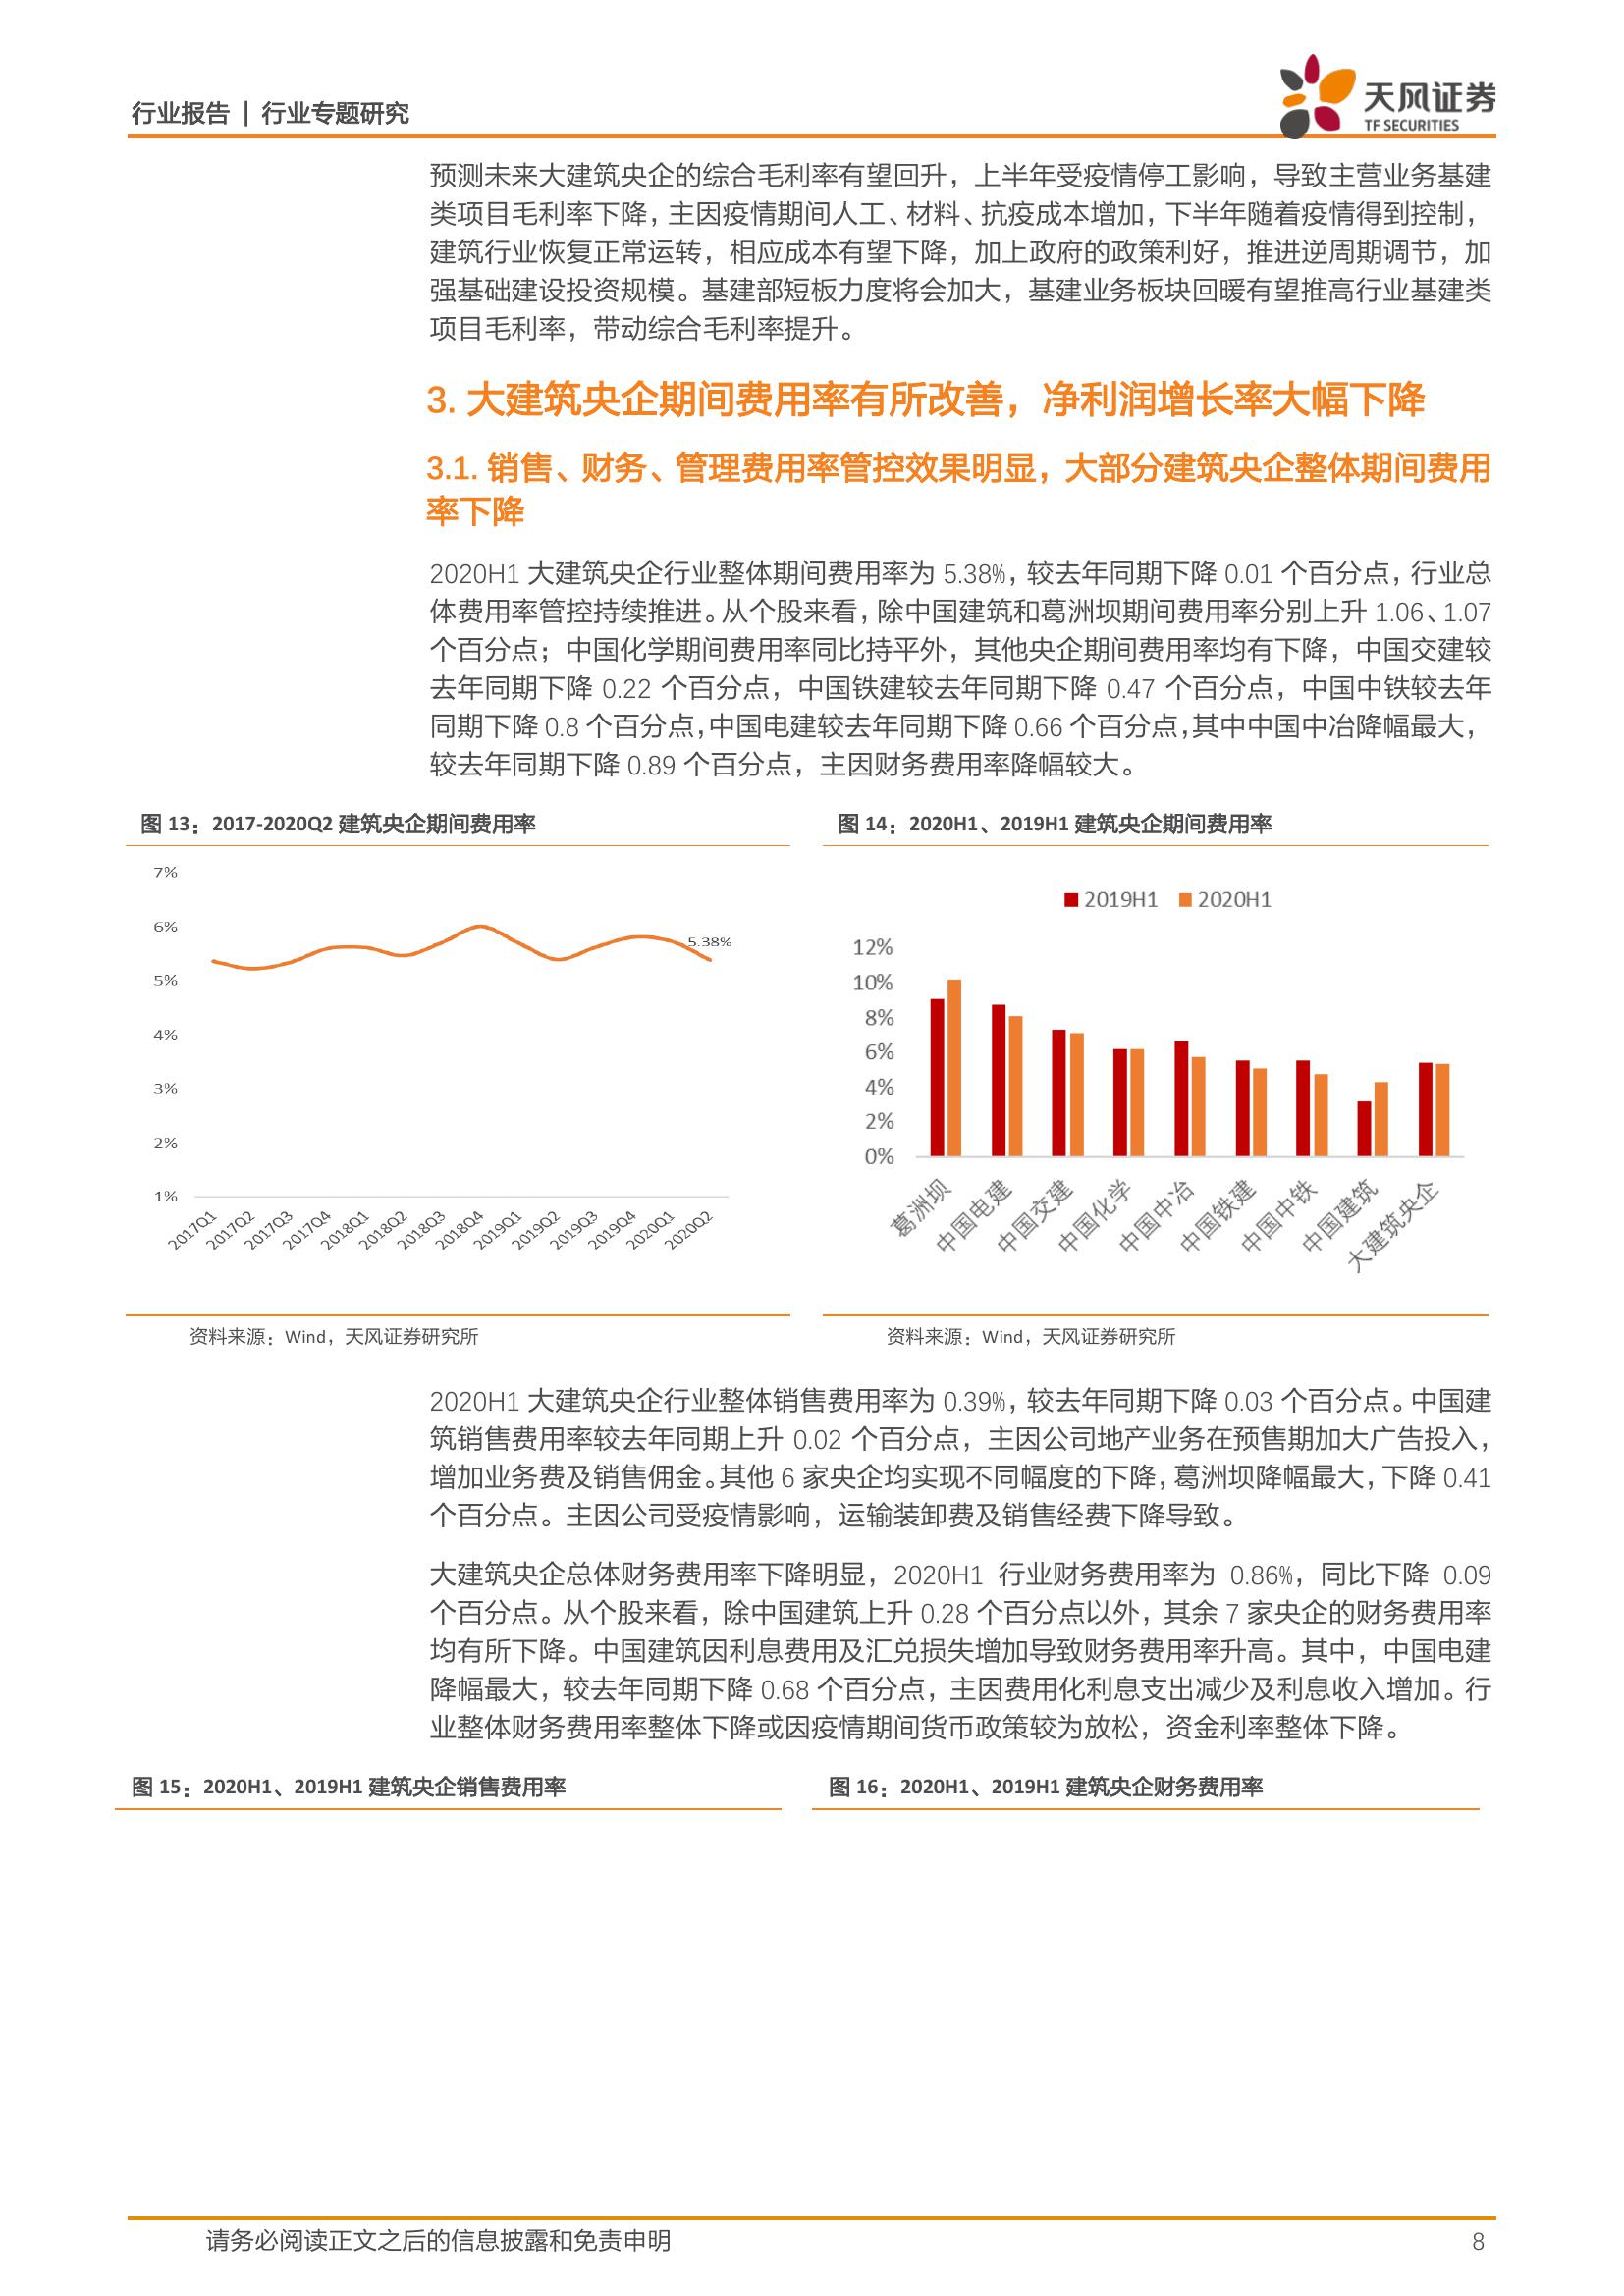 行业报告 | 行业专题研究
天风证券
TF SECURITIES
预测未来大建筑央企的综合毛利率有望回升，上半年受疫情停工影响，导致主营业务基建
类项目毛利率下降，主因疫情期间人工、材料、抗疫成本增加，下半年随着疫情得到控制，
建筑行业恢复正常运转，相应成本有望下降，加上政府的政策利好，推进逆周期调节，加
强基础建设投资规模。基建部短板力度将会加大，基建业务板块回暖有望推高行业基建类
项目毛利率，带动综合毛利率提升。
3. 大建筑央企期间费用率有所改善，净利润增长率大幅下降
3.1. 销售、财务、管理费用率管控效果明显，大部分建筑央企整体期间费用
率下降
2020H1 大建筑央企行业整体期间费用率为 5.38%，较去年同期下降 0.01 个百分点，行业总
体费用率管控持续推进。从个股来看，除中国建筑和葛洲坝期间费用率分别上升 1.06、1.07
个百分点；中国化学期间费用率同比持平外，其他央企期间费用率均有下降，中国交建较
去年同期下降 0.22 个百分点，中国铁建较去年同期下降 0.47 个百分点，中国中铁较去年
同期下降 0.8 个百分点，中国电建较去年同期下降 0.66 个百分点，其中中国中冶降幅最大，
较去年同期下降 0.89 个百分点，主因财务费用率降幅较大。
图 13：2017-2020Q2 建筑央企期间费用率
7%
6%
5%
4%
3%
2%
1%
5.38%
2017Q1
2017Q2
2017Q3
2017Q4
2018Q1
2018Q2
2018Q3
2018Q4
2019Q1
2019Q2
2019Q3
2019Q4
2020Q1
2020Q2
资料来源：Wind，天风证券研究所
图 14：2020H1、2019H1 建筑央企期间费用率
2019H1 2020H1
12%
10%
8%
6%
4%
2%
0%
葛洲坝
中国电建
中国交建
中国化学
中国中冶
中国铁建
中国中铁
中国建筑
大建筑央企
资料来源：Wind，天风证券研究所
2020H1 大建筑央企行业整体销售费用率为 0.39%，较去年同期下降 0.03 个百分点。中国建
筑销售费用率较去年同期上升 0.02 个百分点，主因公司地产业务在预售期加大广告投入，
增加业务费及销售佣金。其他 6 家央企均实现不同幅度的下降，葛洲坝降幅最大，下降 0.41
个百分点。主因公司受疫情影响，运输装卸费及销售经费下降导致。
大建筑央企总体财务费用率下降明显，2020H1 行业财务费用率为 0.86%，同比下降 0.09
个百分点。从个股来看，除中国建筑上升 0.28 个百分点以外，其余 7 家央企的财务费用率
均有所下降。中国建筑因利息费用及汇兑损失增加导致财务费用率升高。其中，中国电建
降幅最大，较去年同期下降 0.68 个百分点，主因费用化利息支出减少及利息收入增加。行
业整体财务费用率整体下降或因疫情期间货币政策较为放松，资金利率整体下降。
图 15：2020H1、2019H1 建筑央企销售费用率
图 16：2020H1、2019H1 建筑央企财务费用率
请务必阅读正文之后的信息披露和免责申明
8